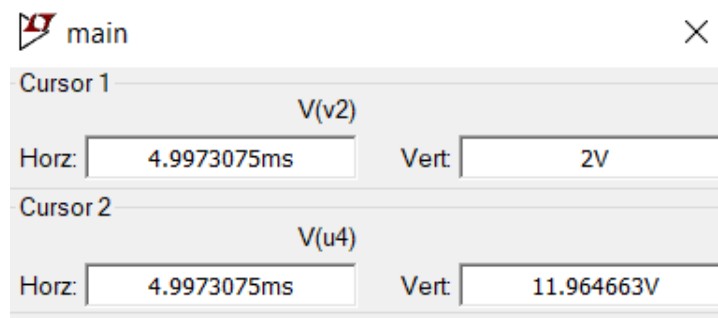 main
Cursor 1
V(v2)
Horz: 4.9973075ms Vert: 2V
Cursor 2
V(u4)
Horz: 4.9973075ms Vert: 11.964663V